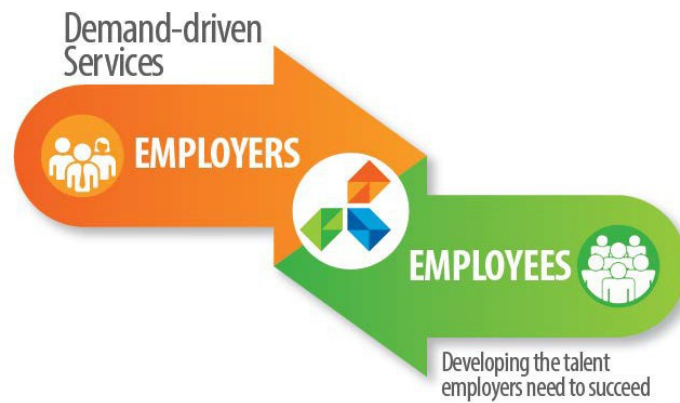 Demand-driven
Services
EMPLOYERS
EMPLOYEES
Developing the talent
employers need to succeed